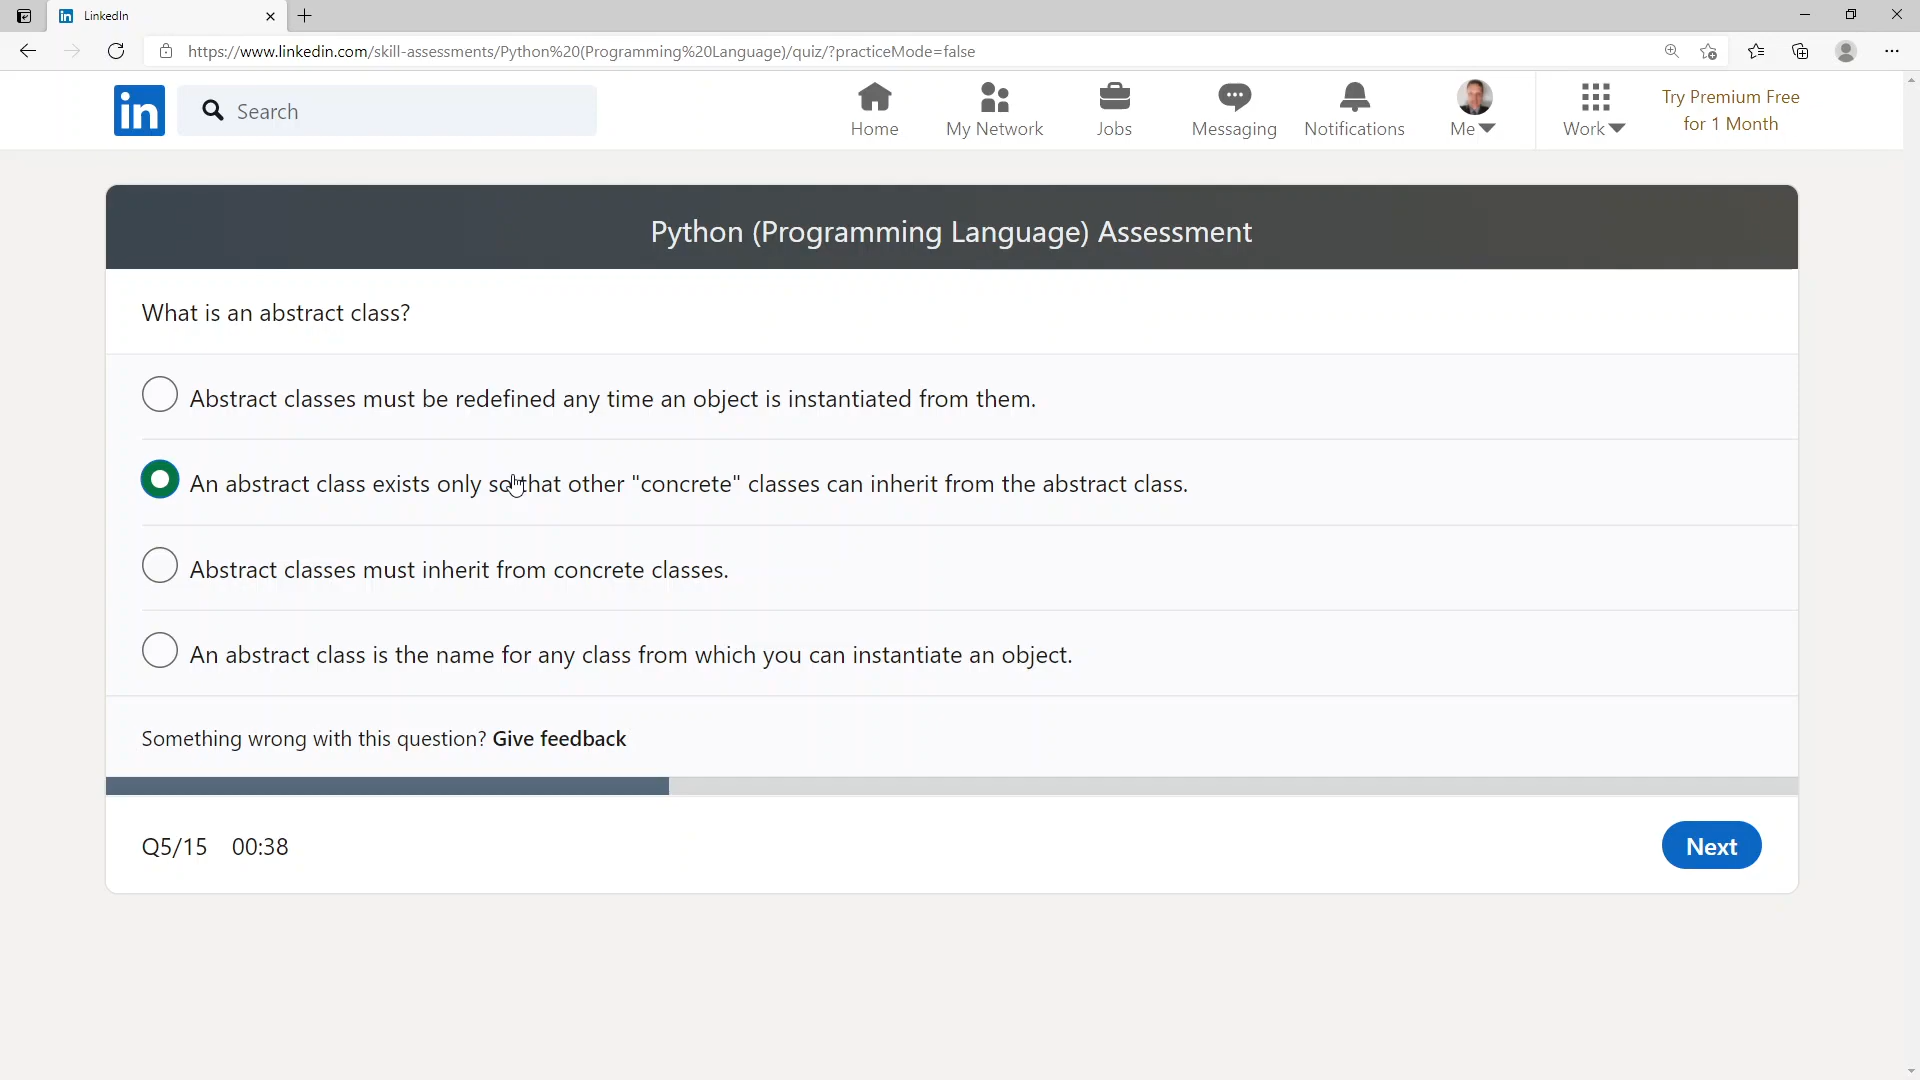 LinkedIn
https://www.linkedin.com/skill-assessments/Python%20(Programming%20Language)/quiz/?practiceMode=false
in
Search
Home
My Network
Jobs
Messaging
Notifications
Me
Work
Try Premium Free
for 1 Month
Python (Programming Language) Assessment
What is an abstract class?
Abstract classes must be redefined any time an object is instantiated from them.
An abstract class exists only so that other "concrete" classes can inherit from the abstract class.
Abstract classes must inherit from concrete classes.
An abstract class is the name for any class from which you can instantiate an object.
Something wrong with this question? Give feedback
Q5/15 00:38
Next